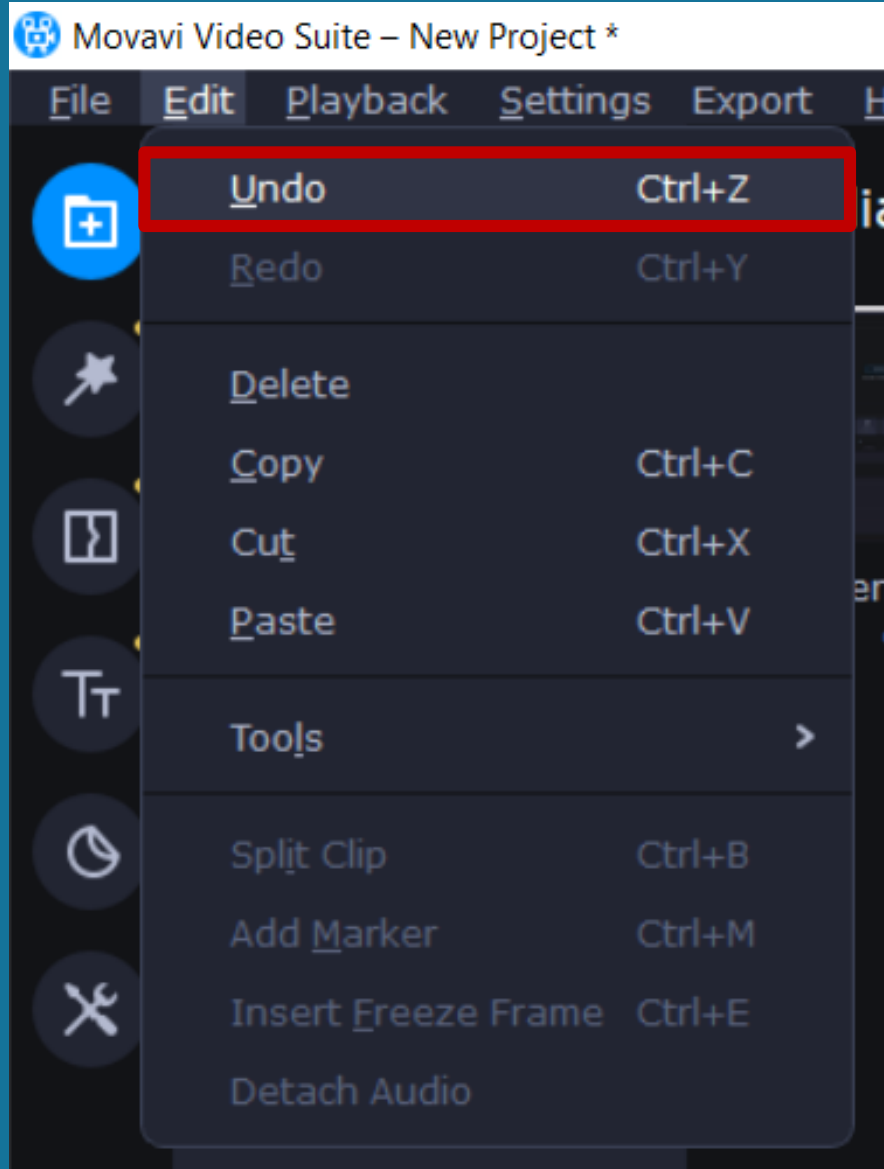 Movavi Video Suite – New Project *
File Edit Playback Settings Export
Undo Ctrl+Z
Redo Ctrl+Y
Delete
Copy Ctrl+C
Cut Ctrl+X
Paste Ctrl+V
Tools
Split Clip Ctrl+B
Add Marker Ctrl+M
Insert Freeze Frame Ctrl+E
Detach Audio